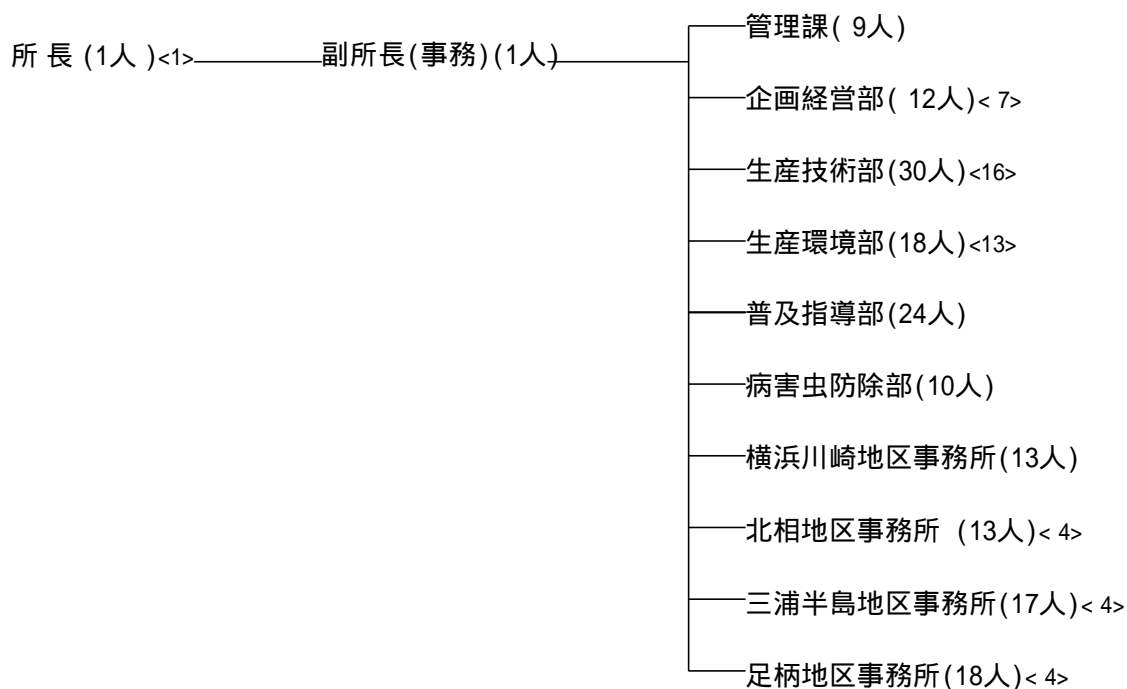 所 長 (1人 )<1> 副所長(事務)(1人)
管理課( 9人)
企画経営部( 12人)< 7>
生産技術部(30人)<16>
生産環境部(18人)<13>
普及指導部(24人)
病害虫防除部(10人)
横浜川崎地区事務所(13人)
北相地区事務所 (13人)< 4>
三浦半島地区事務所(17人)< 4>
足柄地区事務所(18人)< 4>